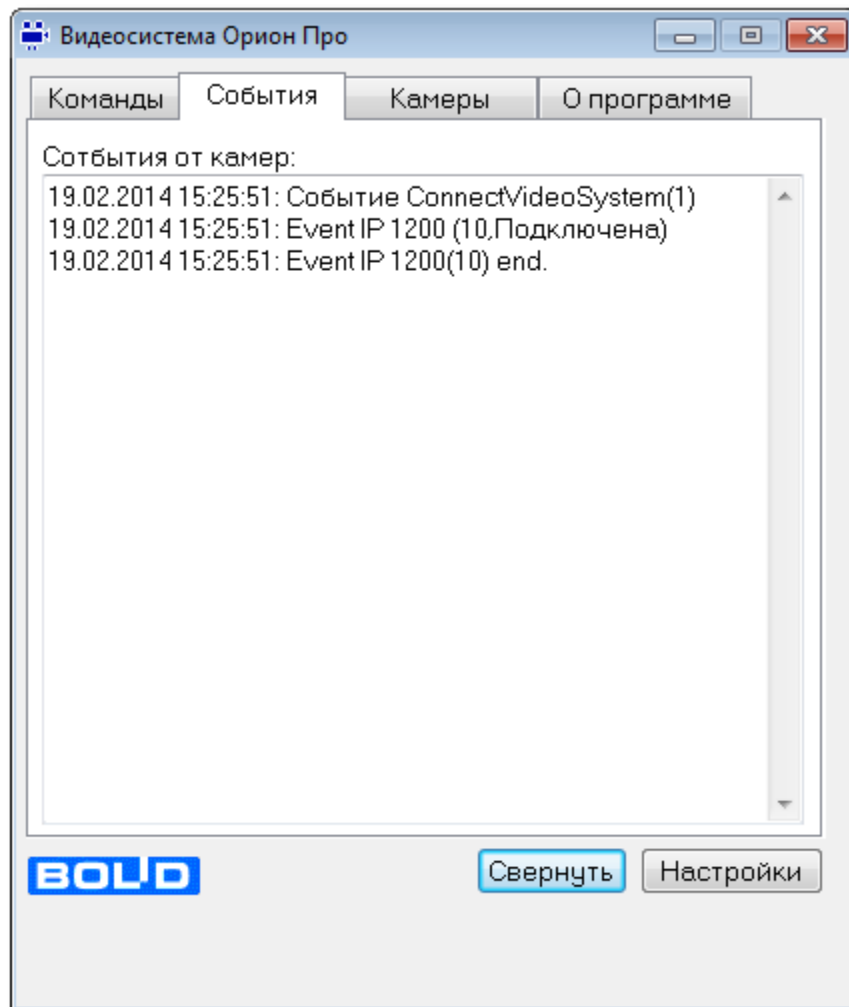 Видеосистема Орион Про
Команды События Камеры О программе
Сотбытия от камер:
19.02.2014 15:25:51: Событие ConnectVideoSystem(1)
19.02.2014 15:25:51: Event IP 1200 (10,Подключена)
19.02.2014 15:25:51: Event IP 1200(10) end.
BOLID Свернуть Настройки